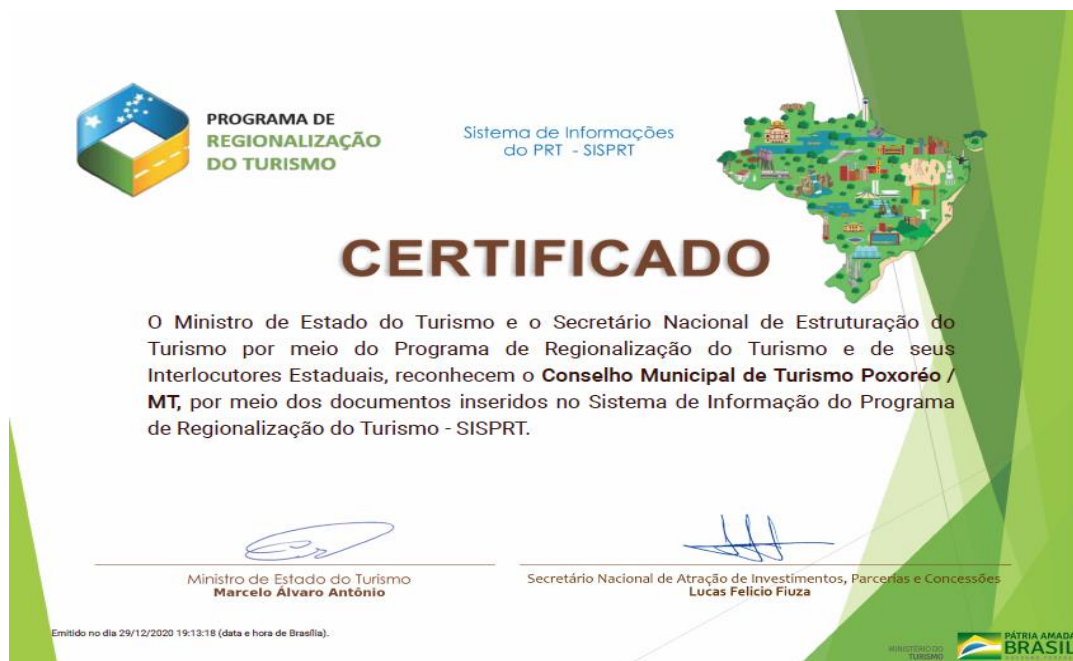 PROGRAMA DE
REGIONALIZAÇÃO
DO TURISMO
Sistema de Informações
do PRT - SISPRT
CERTIFICADO
O Ministro de Estado do Turismo e o Secretário Nacional de Estruturação do
Turismo por meio do Programa de Regionalização do Turismo e de seus
Interlocutores Estaduais, reconhecem o Conselho Municipal de Turismo Poxoréo /
MT, por meio dos documentos inseridos no Sistema de Informação do Programa
de Regionalização do Turismo - SISPRT.
Ministro de Estado do Turismo
Marcelo Álvaro Antônio
Secretário Nacional de Atração de Investimentos, Parcerias e Concessões
Lucas Felicio Fiuza
Emitido no dia 29/12/2020 19:13:18 (data e hora de Brasília).
MINISTÉRIO DO
TURISMO
PÁTRIA AMADA
BRASIL